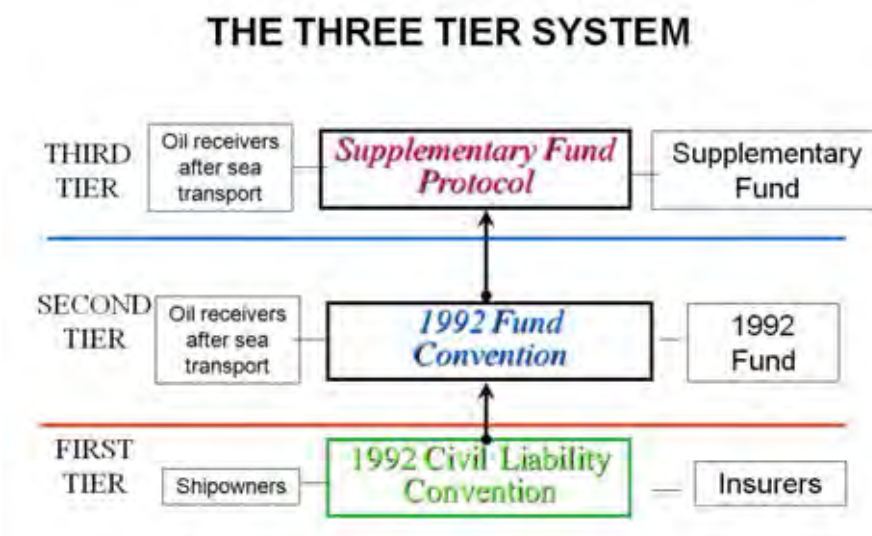 THE THREE TIER SYSTEM
THIRD
TIER
Oil receivers
after sea
transport
Supplementary Fund
Protocol
Supplementary
Fund
SECOND
TIER
Oil receivers
after sea
transport
1992 Fund
Convention
1992
Fund
FIRST
TIER
Shipowners
1992 Civil Liability
Convention
Insurers